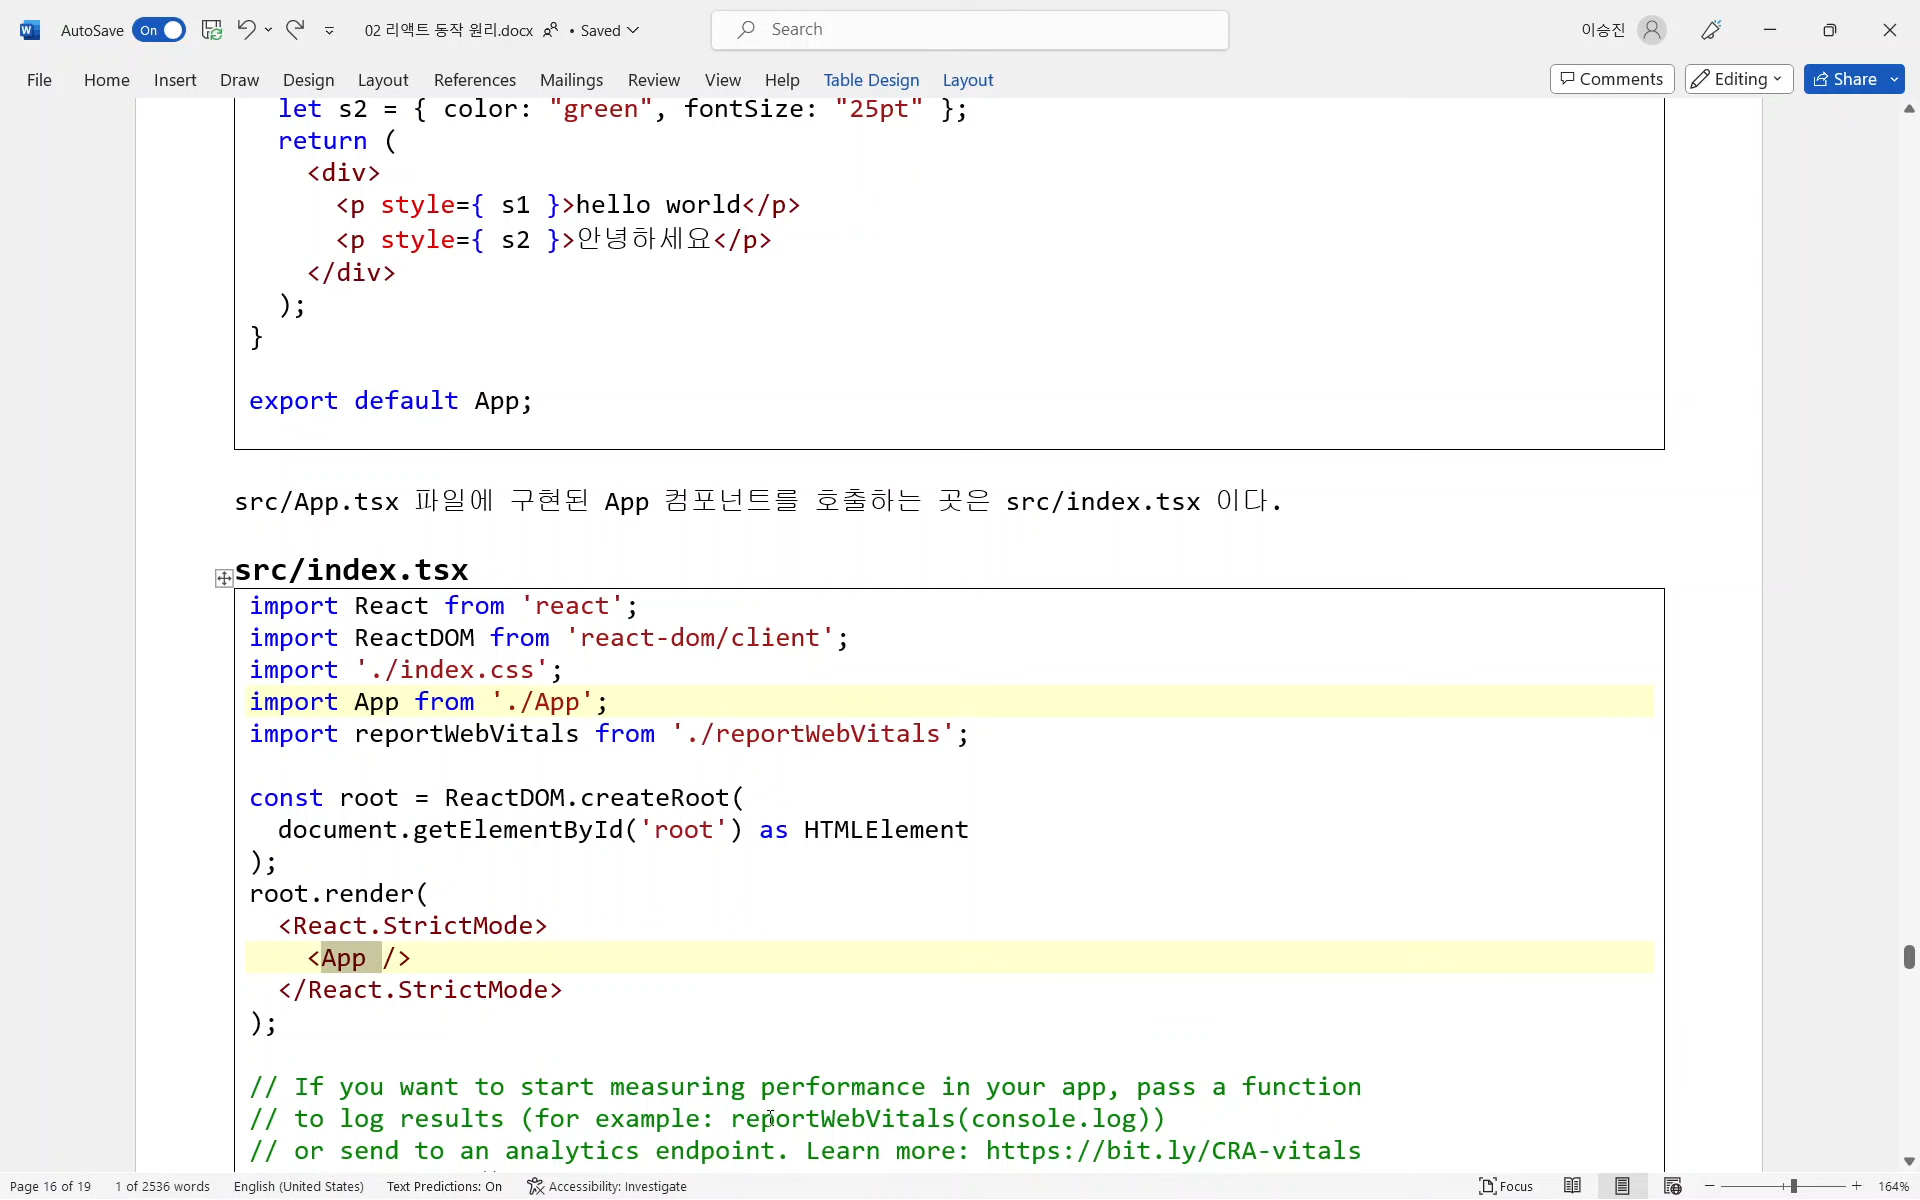 AutoSave On 02 리액트 동작 원리.docx • Saved Search 이승진
File Home Insert Draw Design Layout References Mailings Review View Help Table Design Layout Comments Editing Share
let s2 = { color: "green", fontSize: "25pt" };
return (
<div>
<p style={ s1 }>hello world</p>
<p style={ s2 }>안녕하세요</p>
</div>
);
}
export default App;
src/App.tsx 파일에 구현된 App 컴포넌트를 호출하는 곳은 src/index.tsx 이다.
src/index.tsx
import React from 'react';
import ReactDOM from 'react-dom/client';
import './index.css';
import App from './App';
import reportWebVitals from './reportWebVitals';
const root = ReactDOM.createRoot(
document.getElementById('root') as HTMLElement
);
root.render(
<React.StrictMode>
<App />
</React.StrictMode>
);
// If you want to start measuring performance in your app, pass a function
// to log results (for example: reportWebVitals(console.log))
// or send to an analytics endpoint. Learn more: https://bit.ly/CRA-vitals
Page 16 of 19 1 of 2536 words English (United States) Text Predictions: On Accessibility: Investigate Focus 164%